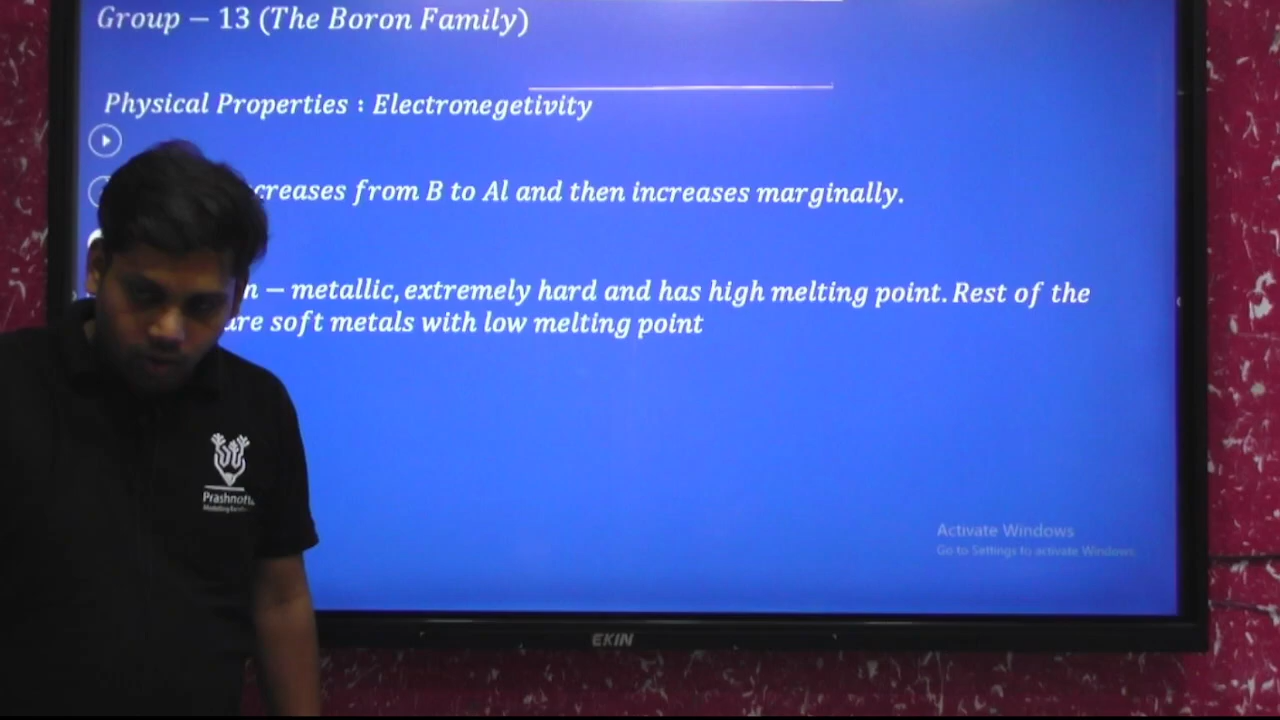 Group – 13 (The Boron Family)
Physical Properties : Electronegetivity
creases from B to Al and then increases marginally.
n – metallic, extremely hard and has high melting point. Rest of the
are soft metals with low melting point
Prashnott
Activate Windows
Go to Settings to activate Windows.
EKIN